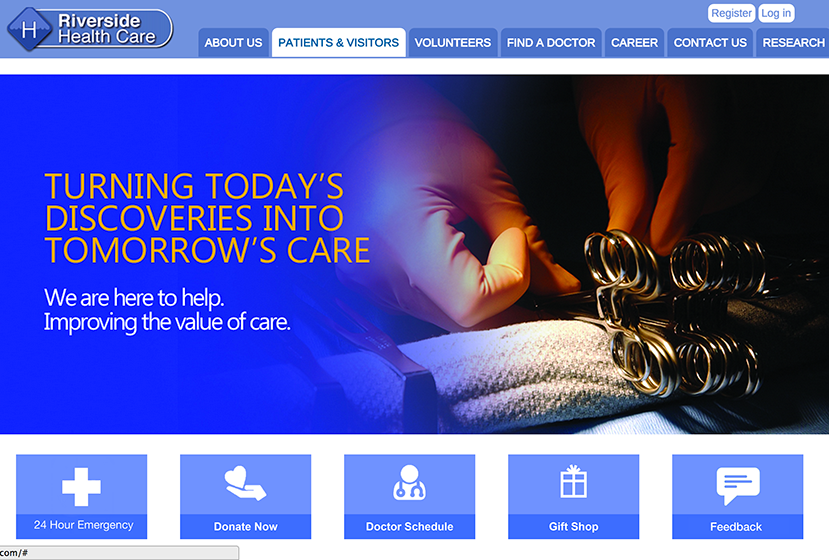 Register Log in
H
Riverside
Health Care
ABOUT US PATIENTS & VISITORS VOLUNTEERS FIND A DOCTOR CAREER CONTACT US RESEARCH
TURNING TODAY'S
DISCOVERIES INTO
TOMORROW'S CARE
We are here to help.
Improving the value of care.
24 Hour Emergency Donate Now Doctor Schedule Gift Shop Feedback
com/#